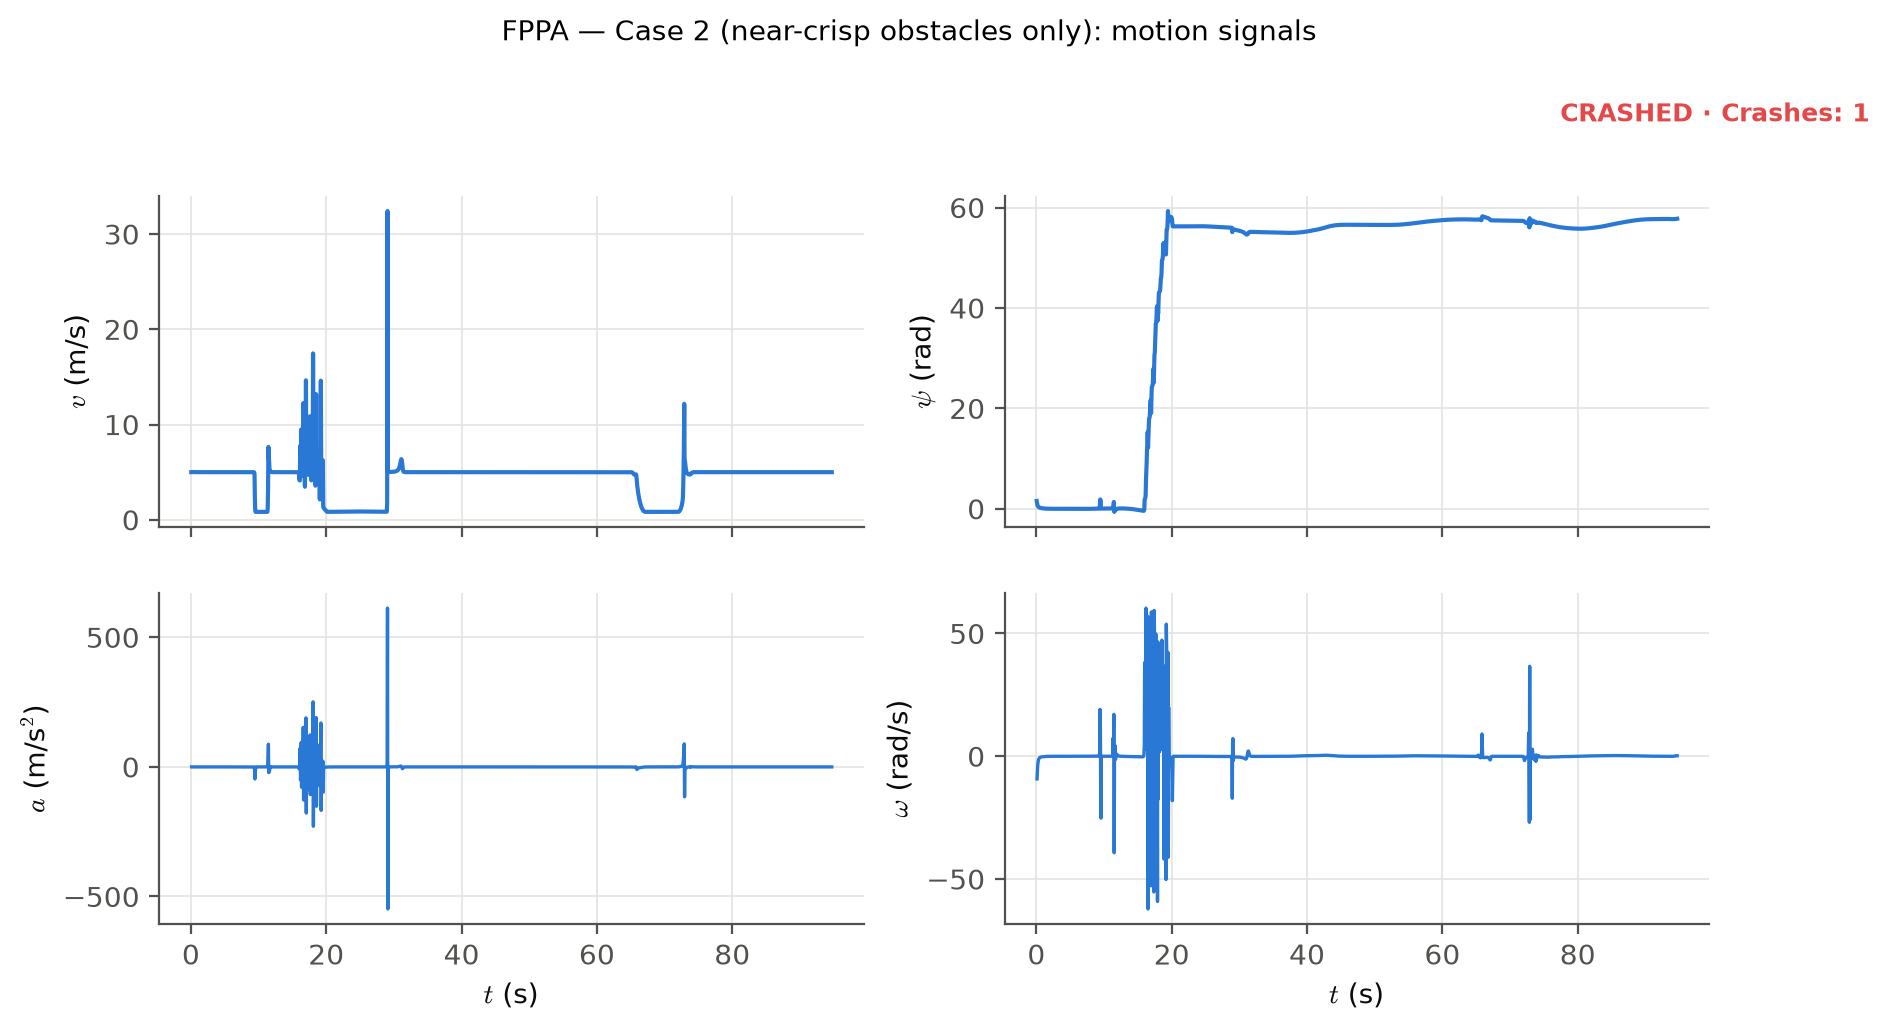 FPPA — Case 2 (near-crisp obstacles only): motion signals
CRASHED · Crashes: 1
v (m/s)
30
20
10
0
ψ (rad)
60
40
20
0
a (m/s²)
500
0
−500
0 20 40 60 80
t (s)
ω (rad/s)
50
0
−50
0 20 40 60 80
t (s)